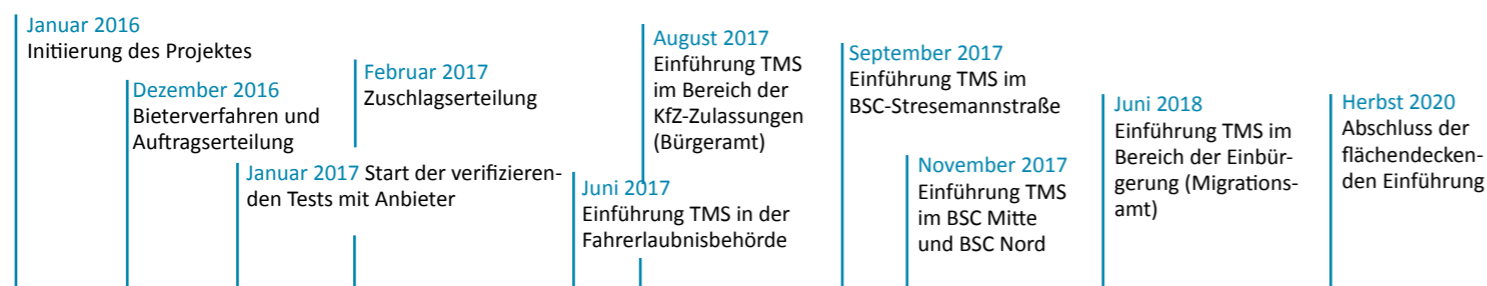 Januar 2016
Initiierung des Projektes
Dezember 2016
Bieterverfahren und
Auftragserteilung
Januar 2017 Start der verifizieren-
den Tests mit Anbieter
Februar 2017
Zuschlagserteilung
Juni 2017
Einführung TMS in der
Fahrerlaubnisbehörde
August 2017
Einführung TMS
im Bereich der
KfZ-Zulassungen
(Bürgeramt)
September 2017
Einführung TMS im
BSC-Stresemannstraße
November 2017
Einführung TMS
im BSC Mitte
und BSC Nord
Juni 2018
Einführung TMS im
Bereich der Einbür-
gerung (Migrations-
amt)
Herbst 2020
Abschluss der
flächendecken-
den Einführung